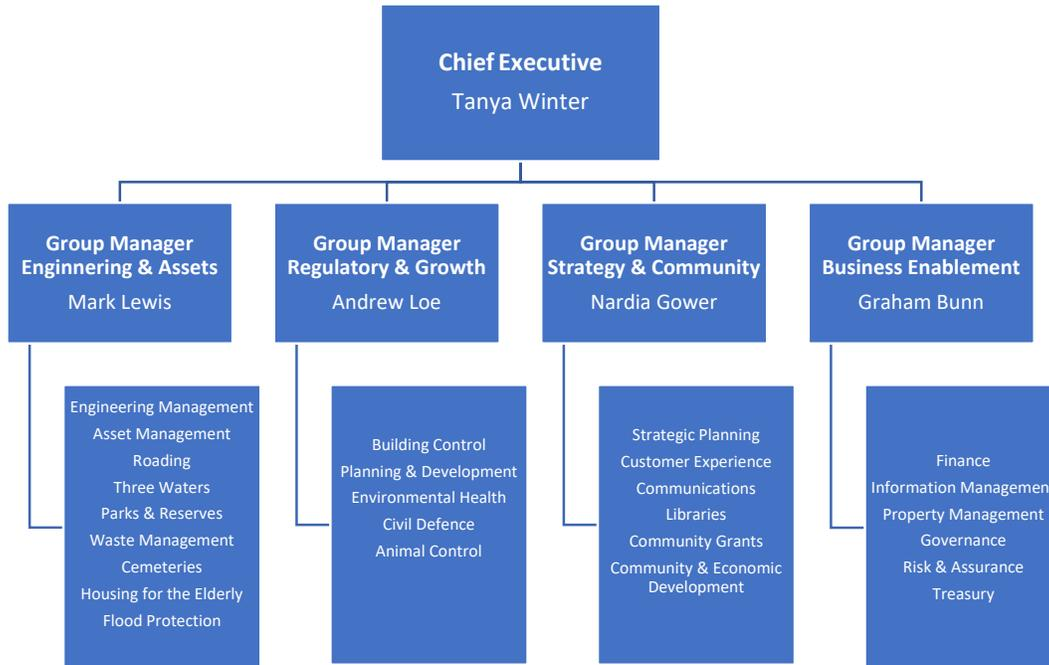 Chief Executive
Tanya Winter
Group Manager
Enginnering & Assets
Mark Lewis
Group Manager
Regulatory & Growth
Andrew Loe
Group Manager
Strategy & Community
Nardia Gower
Group Manager
Business Enablement
Graham Bunn
Engineering Management
Asset Management
Roading
Three Waters
Parks & Reserves
Waste Management
Cemeteries
Housing for the Elderly
Flood Protection
Building Control
Planning & Development
Environmental Health
Civil Defence
Animal Control
Strategic Planning
Customer Experience
Communications
Libraries
Community Grants
Community & Economic
Development
Finance
Information Managemen
Property Management
Governance
Risk & Assurance
Treasury